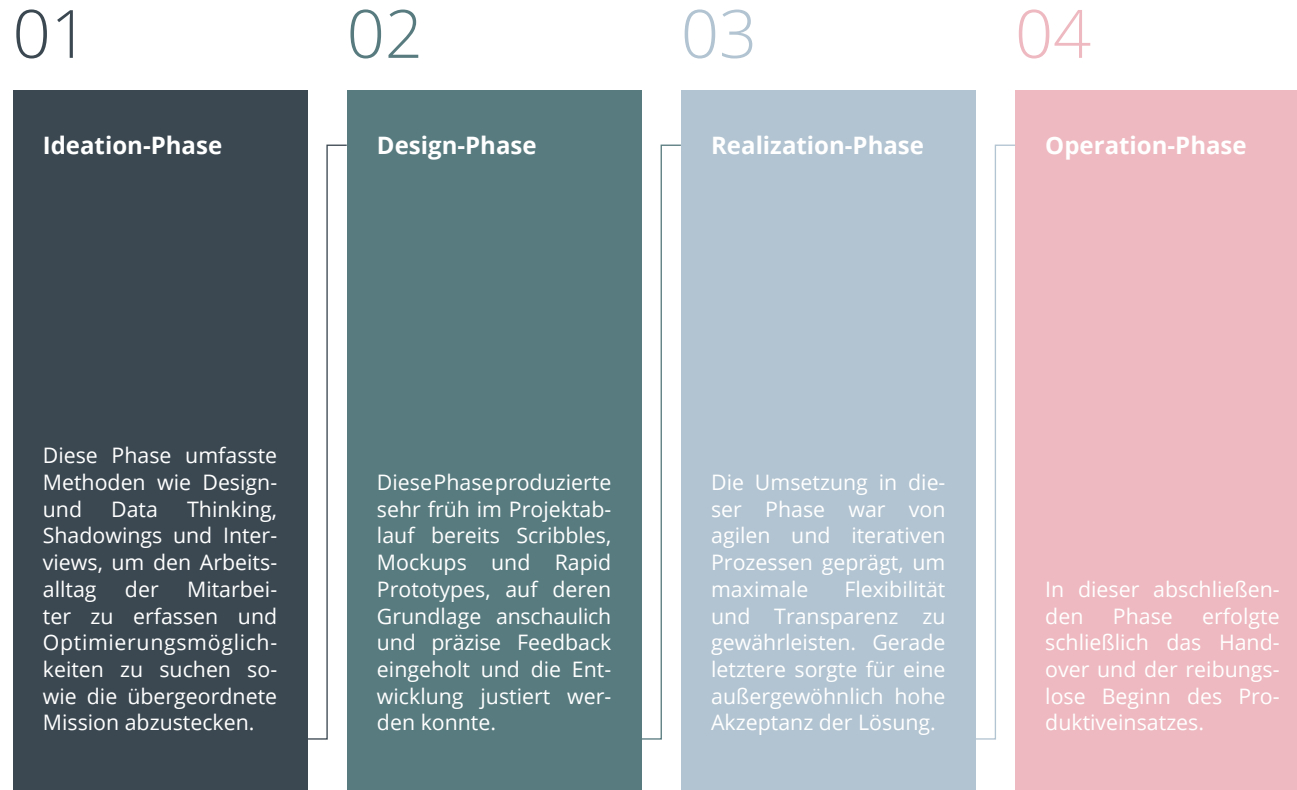 01
Ideation-Phase
Diese Phase umfasste
Methoden wie Design-
und Data Thinking,
Shadowings und Inter-
views, um den Arbeits-
alltag der Mitarbei-
ter zu erfassen und
Optimierungsmöglich-
keiten zu suchen so-
wie die übergeordnete
Mission abzustecken.
02
Design-Phase
Diese Phase produzierte
sehr früh im Projektab-
lauf bereits Scribbles,
Mockups und Rapid
Prototypes, auf deren
Grundlage anschaulich
und präzise Feedback
eingeholt und die Ent-
wicklung justiert wer-
den konnte.
03
Realization-Phase
Die Umsetzung in die-
ser Phase war von
agilen und iterativen
Prozessen geprägt, um
maximale Flexibilität
und Transparenz zu
gewährleisten. Gerade
letztere sorgte für eine
außergewöhnlich hohe
Akzeptanz der Lösung.
04
Operation-Phase
In dieser abschließen-
den Phase erfolgte
schließlich das Hand-
over und der reibungs-
lose Beginn des Pro-
duktiveinsatzes.